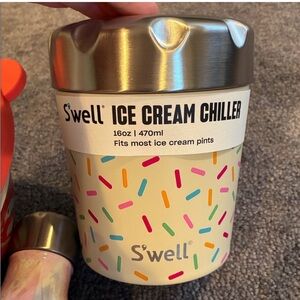 S'well ICE CREAM CHILLER
16oz | 470ml
Fits most ice cream pints
S'well